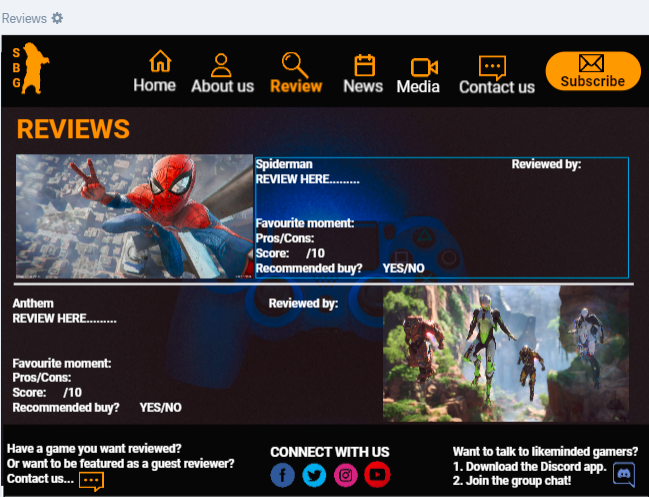 Reviews
S
B
G
Home About us Review News Media Contact us Subscribe
REVIEWS
Spiderman Reviewed by:
REVIEW HERE.........
Favourite moment:
Pros/Cons:
Score: /10
Recommended buy? YES/NO
Anthem Reviewed by:
REVIEW HERE.........
Favourite moment:
Pros/Cons:
Score: /10
Recommended buy? YES/NO
Have a game you want reviewed?
Or want to be featured as a guest reviewer?
Contact us...
CONNECT WITH US
Want to talk to likeminded gamers?
1. Download the Discord app.
2. Join the group chat!